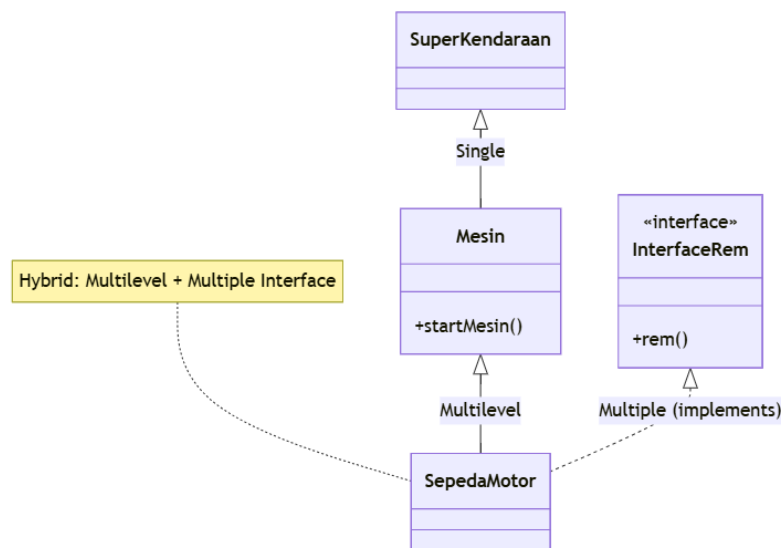 SuperKendaraan
Single
Mesin
+startMesin()
«interface»
InterfaceRem
+rem()
Hybrid: Multilevel + Multiple Interface
Multilevel
Multiple (implements)
SepedaMotor